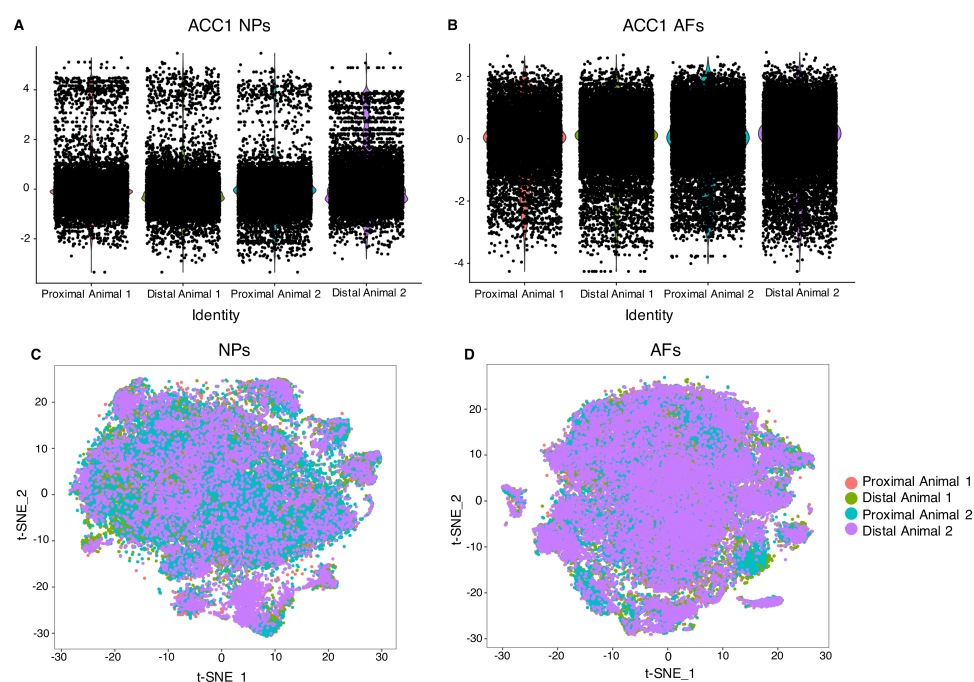 A
ACC1 NPs
4
2
0
-2
Proximal Animal 1
Distal Animal 1
Proximal Animal 2
Distal Animal 2
Identity
B
ACC1 AFs
2
0
-2
-4
Proximal Animal 1
Distal Animal 1
Proximal Animal 2
Distal Animal 2
Identity
C
NPs
t-SNE_2
20
10
0
-10
-20
-30
-30
-20
-10
0
10
20
30
t-SNE_1
D
AFs
t-SNE_2
20
10
0
-10
-20
-30
-30
-20
-10
0
10
20
30
t-SNE_1
Proximal Animal 1
Distal Animal 1
Proximal Animal 2
Distal Animal 2